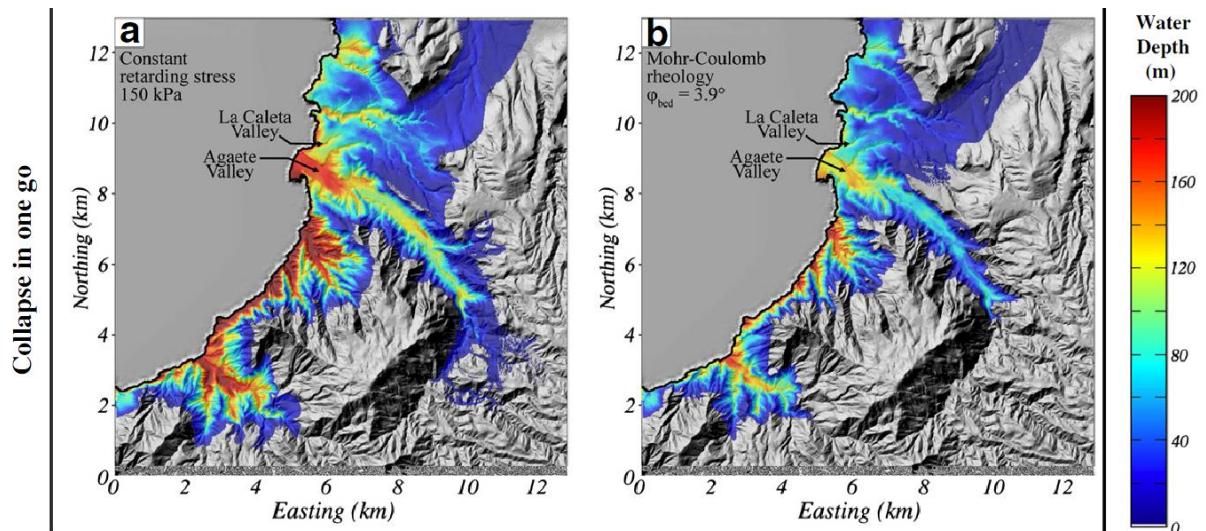 Collapse in one go
a
Constant
retarding stress
150 kPa
La Caleta
Valley
Agaete
Valley
Northing (km)
12
10
8
6
4
2
0
0 2 4 6 8 10 12
Easting (km)
b
Mohr-Coulomb
rheology
φbed = 3.9°
La Caleta
Valley
Agaete
Valley
Northing (km)
12
10
8
6
4
2
0
0 2 4 6 8 10 12
Easting (km)
Water
Depth
(m)
200
160
120
80
40
0